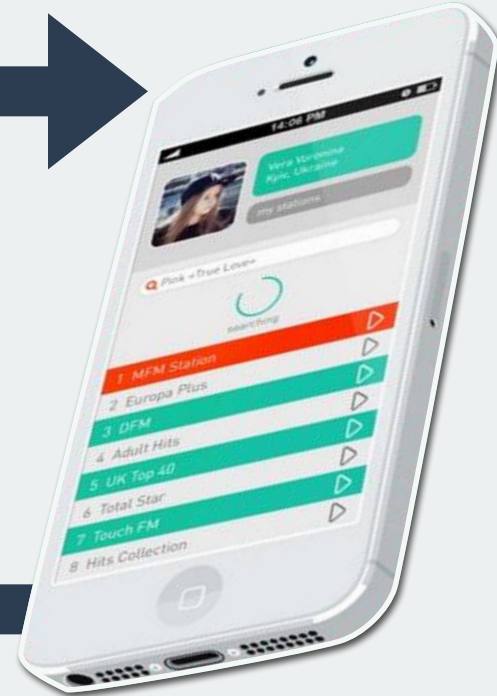 14:06 PM
Vera Voronina
Kyic, Ukraine
my stations
Pink «True Love»
searching
1 MFM Station
2 Europa Plus
3 DFM
4 Adult Hits
5 UK Top 40
6 Total Star
7 Touch FM
8 Hits Collection